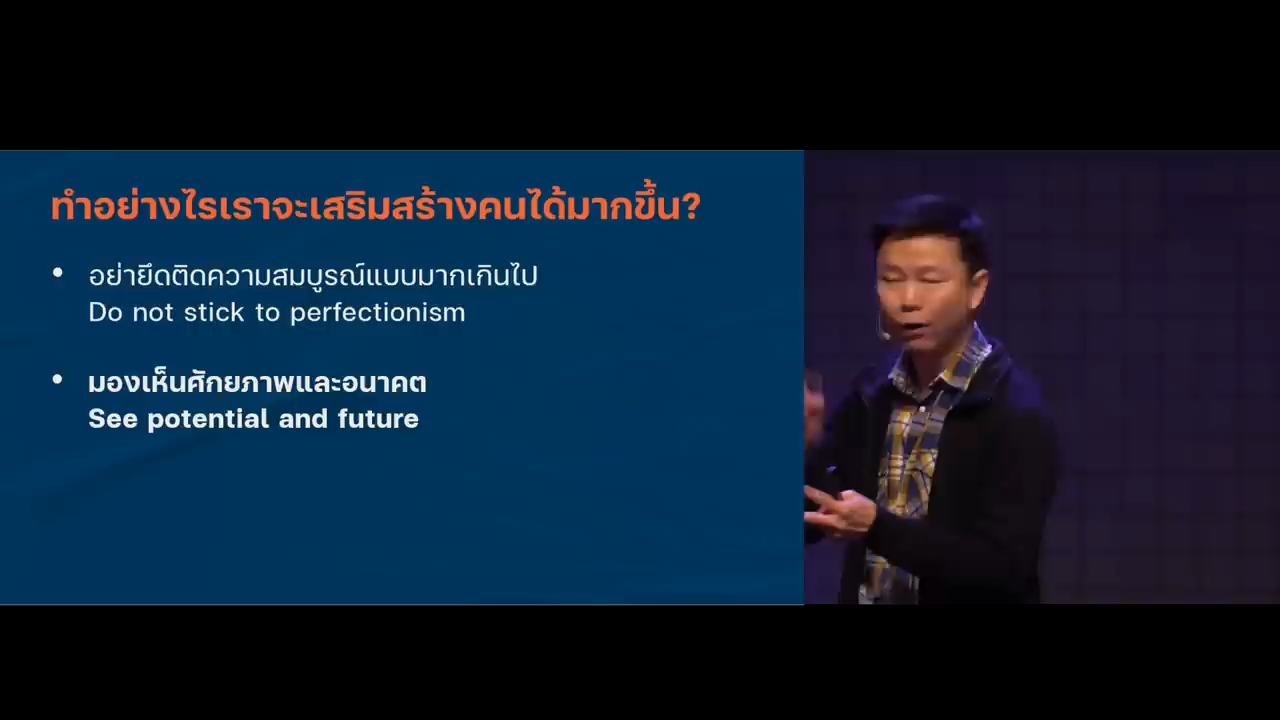 ทำอย่างไรเราจะเสริมสร้างคนได้มากขึ้น?
• อย่ายึดติดความสมบูรณ์แบบมากเกินไป
Do not stick to perfectionism
• มองเห็นศักยภาพและอนาคต
See potential and future